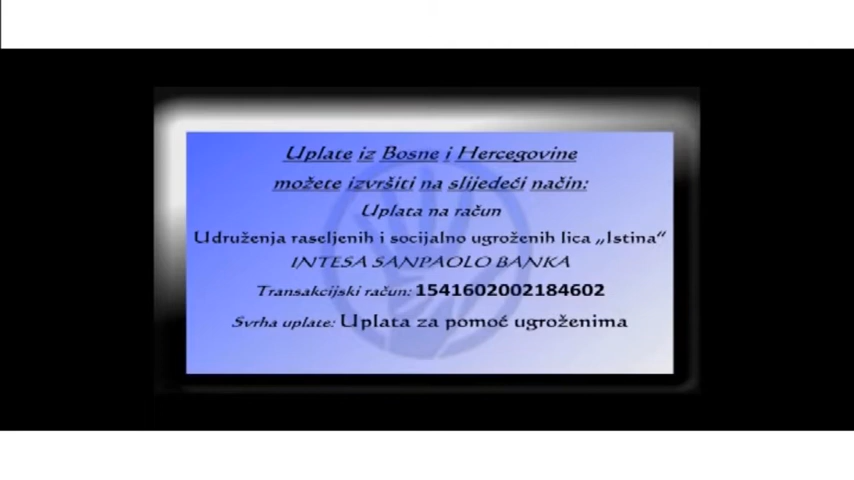 Uplate iz Bosne i Hercegovine
možete izvršiti na slijedeći način:
Uplata na račun
Udruženja raseljenih i socijalno ugroženih lica „Istina“
INTESA SANPAOLO BANKA
Transakcijski račun: 1541602002184602
Svrha uplate: Uplata za pomoć ugroženima